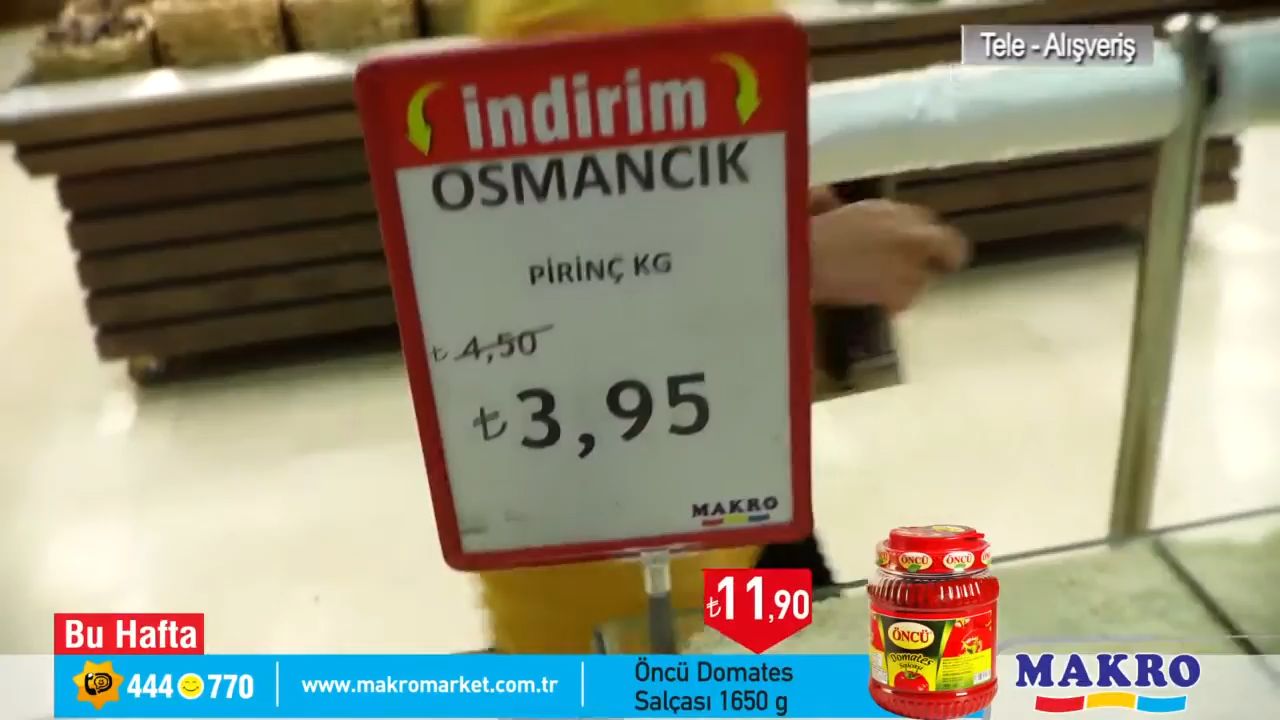 Tele - Alışveriş
indirim
OSMANCIK
PİRİNÇ KG
₺ 4,50
₺3,95
MAKRO
₺11,90
Bu Hafta
444 770
www.makromarket.com.tr
Öncü Domates
Salçası 1650 g
ÖNCÜ
ÖNCÜ
ÖNCÜ
Domates
Salçası
MAKRO